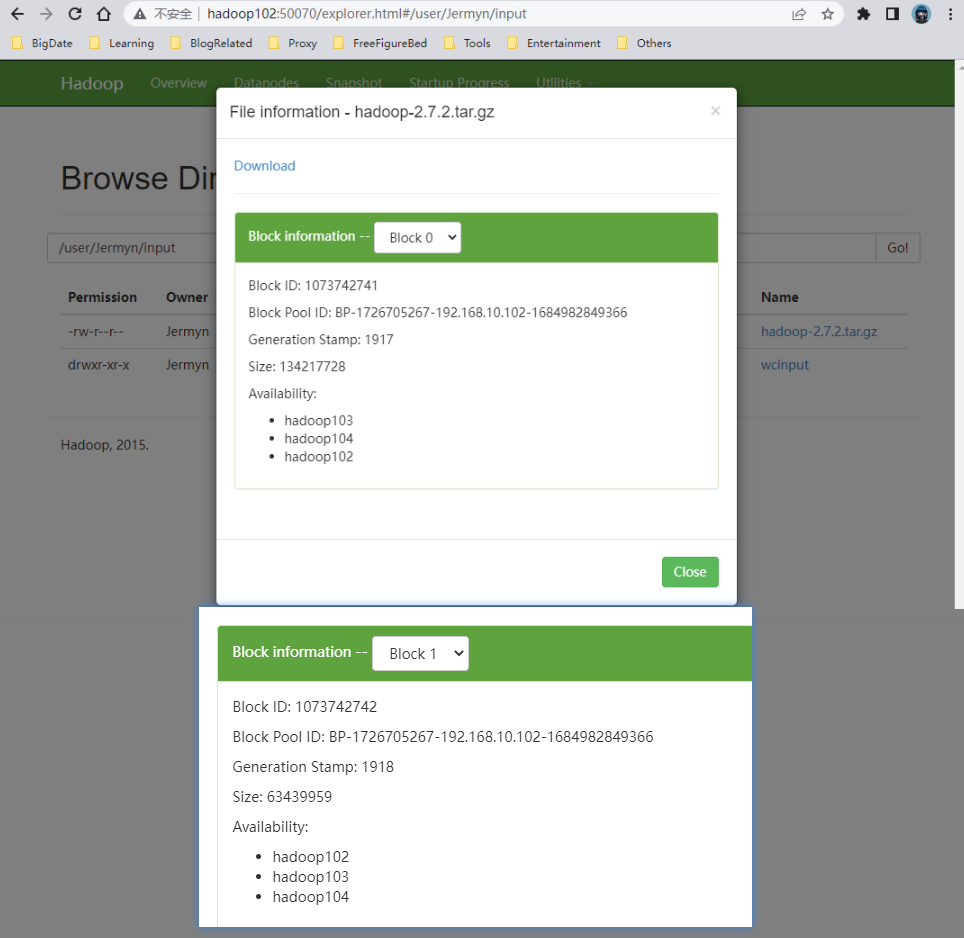 不安全 | hadoop102:50070/explorer.html#/user/Jermyn/input
BigDate Learning BlogRelated Proxy FreeFigureBed Tools Entertainment Others
Hadoop Overview Datanodes Snapshot Startup Progress Utilities
File information - hadoop-2.7.2.tar.gz ×
Download
Browse Dir
Block information -- Block 0
/user/Jermyn/input Go!
Block ID: 1073742741
Permission Owner Name
Block Pool ID: BP-1726705267-192.168.10.102-1684982849366
-rw-r--r-- Jermyn hadoop-2.7.2.tar.gz
Generation Stamp: 1917
drwxr-xr-x Jermyn wcinput
Size: 134217728
Availability:
• hadoop103
• hadoop104
• hadoop102
Hadoop, 2015.
Close
Block information -- Block 1
Block ID: 1073742742
Block Pool ID: BP-1726705267-192.168.10.102-1684982849366
Generation Stamp: 1918
Size: 63439959
Availability:
• hadoop102
• hadoop103
• hadoop104